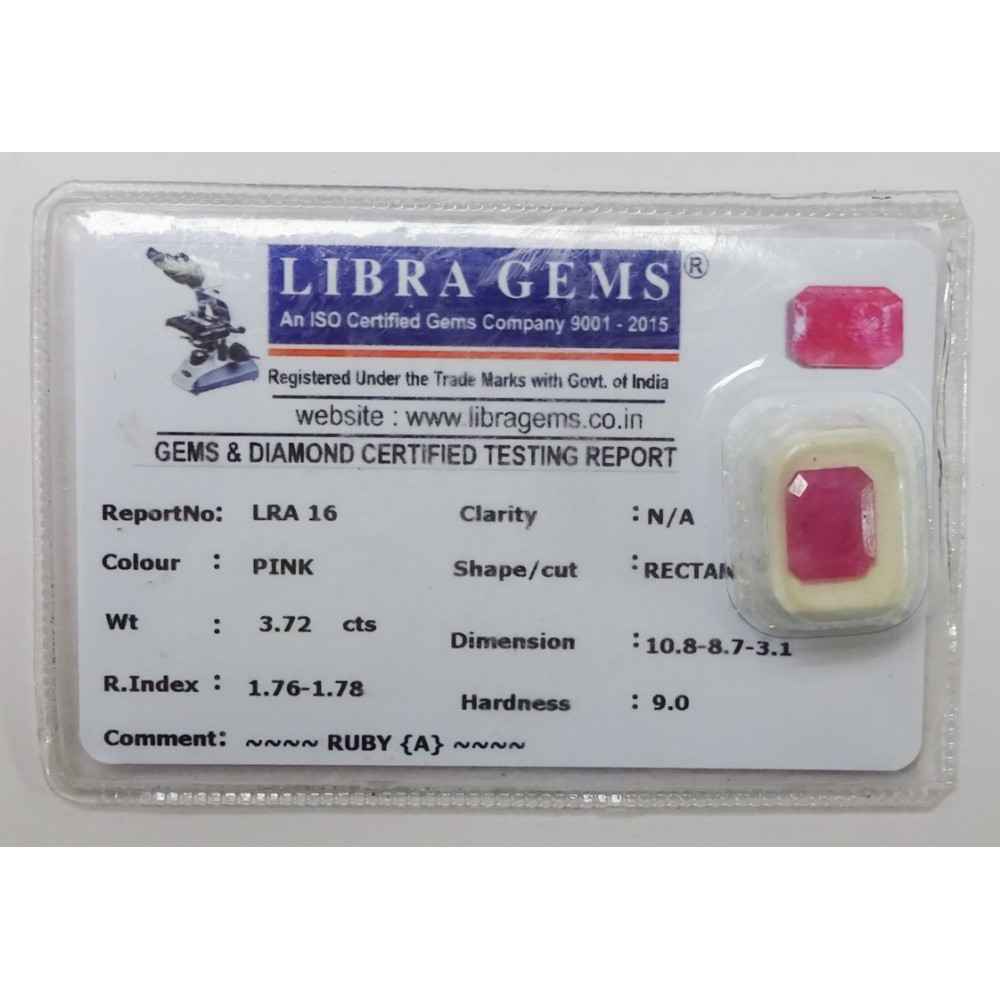 LIBRA GEMS ®
An ISO Certified Gems Company 9001 - 2015
Registered Under the Trade Marks with Govt. of India
website : www.libragems.co.in
GEMS & DIAMOND CERTIFIED TESTING REPORT
ReportNo: LRA 16 Clarity : N/A
Colour : PINK Shape/cut : RECTAN
Wt : 3.72 cts Dimension : 10.8-8.7-3.1
R.Index : 1.76-1.78 Hardness : 9.0
Comment: ~~~~ RUBY {A} ~~~~